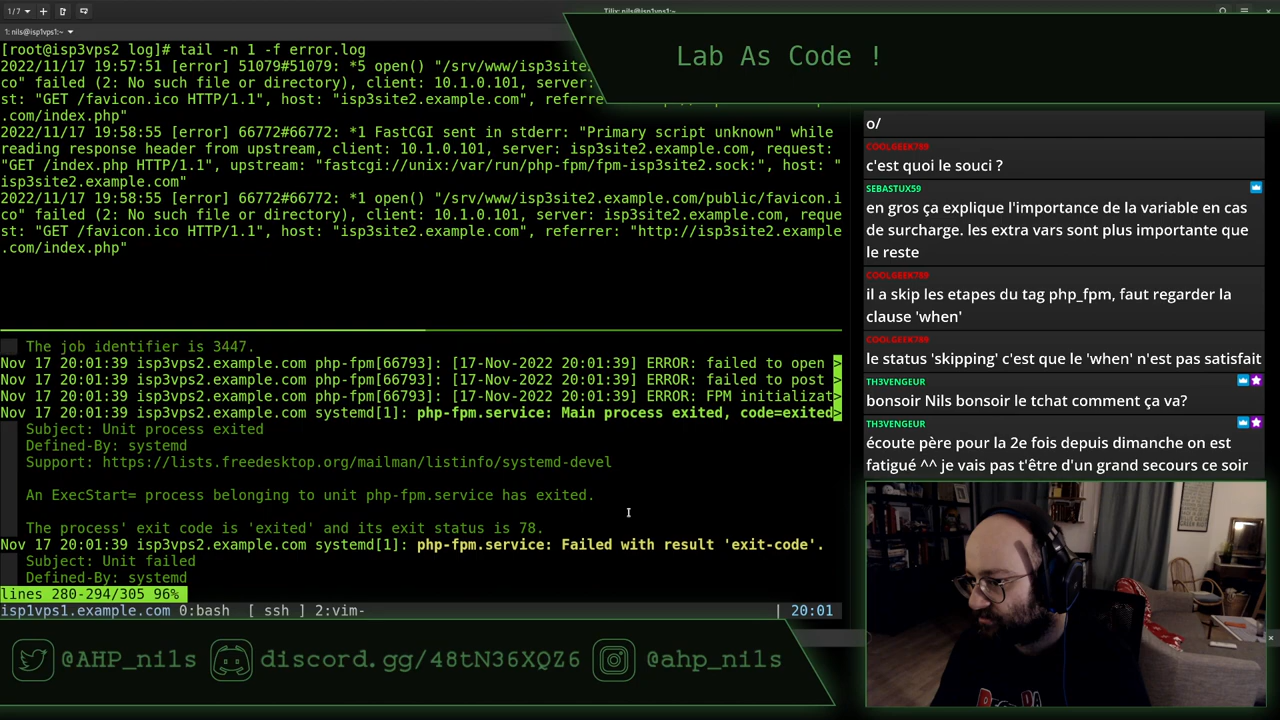 1/7
Tilix: nils@isp1vps1:~
1: nils@isp1vps1:~
[root@isp3vps2 log]# tail -n 1 -f error.log
2022/11/17 19:57:51 [error] 51079#51079: *5 open() "/srv/www/isp3site
co" failed (2: No such file or directory), client: 10.1.0.101, server:
st: "GET /favicon.ico HTTP/1.1", host: "isp3site2.example.com", referre
.com/index.php"
2022/11/17 19:58:55 [error] 66772#66772: *1 FastCGI sent in stderr: "Primary script unknown" while
reading response header from upstream, client: 10.1.0.101, server: isp3site2.example.com, request:
"GET /index.php HTTP/1.1", upstream: "fastcgi://unix:/var/run/php-fpm/fpm-isp3site2.sock:", host: "
isp3site2.example.com"
2022/11/17 19:58:55 [error] 66772#66772: *1 open() "/srv/www/isp3site2.example.com/public/favicon.i
co" failed (2: No such file or directory), client: 10.1.0.101, server: isp3site2.example.com, reque
st: "GET /favicon.ico HTTP/1.1", host: "isp3site2.example.com", referrer: "http://isp3site2.example
.com/index.php"
The job identifier is 3447.
Nov 17 20:01:39 isp3vps2.example.com php-fpm[66793]: [17-Nov-2022 20:01:39] ERROR: failed to open >
Nov 17 20:01:39 isp3vps2.example.com php-fpm[66793]: [17-Nov-2022 20:01:39] ERROR: failed to post >
Nov 17 20:01:39 isp3vps2.example.com php-fpm[66793]: [17-Nov-2022 20:01:39] ERROR: FPM initializat>
Nov 17 20:01:39 isp3vps2.example.com systemd[1]: php-fpm.service: Main process exited, code=exited>
Subject: Unit process exited
Defined-By: systemd
Support: https://lists.freedesktop.org/mailman/listinfo/systemd-devel
An ExecStart= process belonging to unit php-fpm.service has exited.
The process' exit code is 'exited' and its exit status is 78.
Nov 17 20:01:39 isp3vps2.example.com systemd[1]: php-fpm.service: Failed with result 'exit-code'.
Subject: Unit failed
Defined-By: systemd
lines 280-294/305 96%
isp1vps1.example.com 0:bash [ ssh ] 2:vim- | 20:01
Lab As Code !
o/
COOLGEEK789
c'est quoi le souci ?
SEBASTUX59
en gros ça explique l'importance de la variable en cas
de surcharge. les extra vars sont plus importante que
le reste
COOLGEEK789
il a skip les etapes du tag php_fpm, faut regarder la
clause 'when'
COOLGEEK789
le status 'skipping' c'est que le 'when' n'est pas satisfait
TH3VENGEUR
bonsoir Nils bonsoir le tchat comment ça va?
TH3VENGEUR
écoute père pour la 2e fois depuis dimanche on est
fatigué ^^ je vais pas t'être d'un grand secours ce soir
@AHP_nils discord.gg/48tN36XQZ6 @ahp_nils